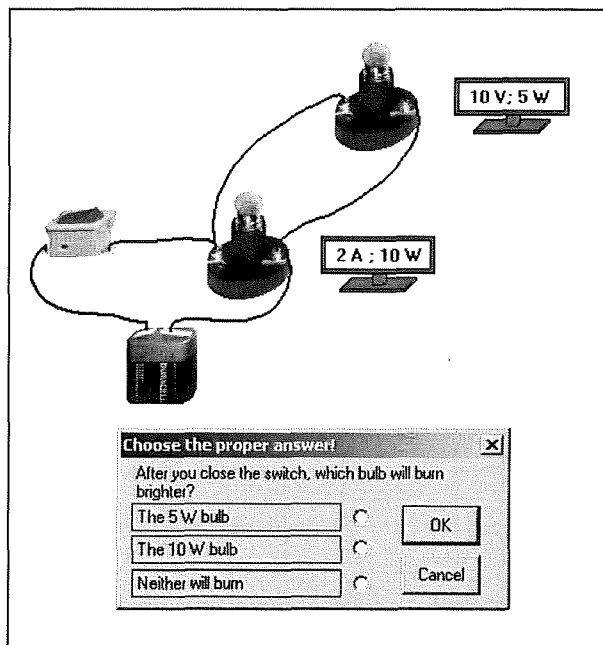 10 V; 5 W
2 A ; 10 W
DURACELL
Choose the proper answer!
After you close the switch, which bulb will burn
brighter?
The 5 W bulb
OK
The 10 W bulb
Neither will burn
Cancel